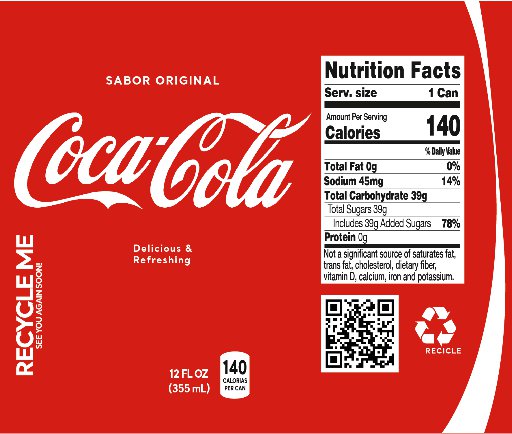 SABOR ORIGINAL
Coca-Cola
Delicious &
Refreshing
RECYCLE ME
SEE YOU AGAIN SOON!
12 FL OZ
(355 mL)
140
CALORIAS
PER CAN
Nutrition Facts
Serv. size 1 Can
Amount Per Serving
Calories 140
% Daily Value
Total Fat 0g 0%
Sodium 45mg 14%
Total Carbohydrate 39g
Total Sugars 39g
Includes 39g Added Sugars 78%
Protein 0g
Not a significant source of saturates fat,
trans fat, cholesterol, dietary fiber,
vitamin D, calcium, iron and potassium.
RECICLE